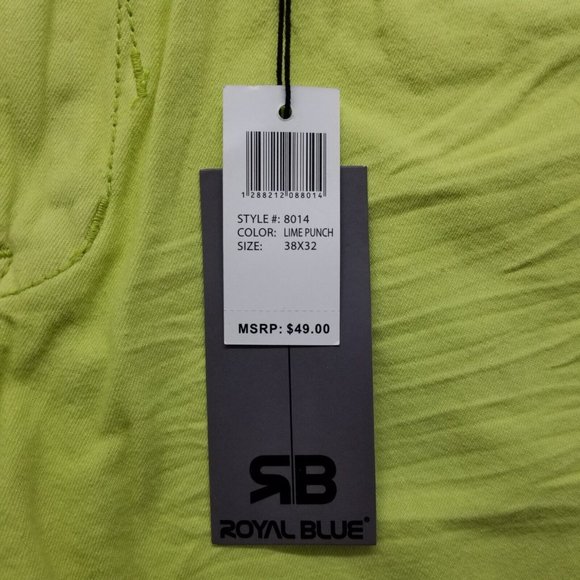 1 288212 088014
STYLE #: 8014
COLOR: LIME PUNCH
SIZE: 38X32
MSRP: $49.00
RB
ROYAL BLUE®